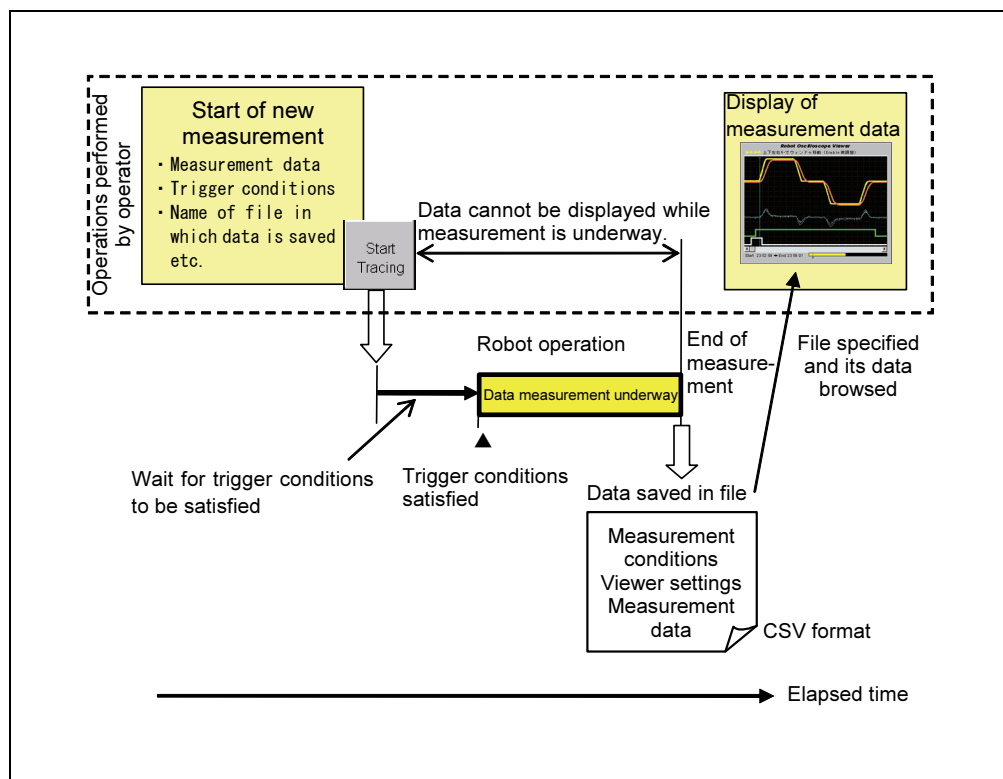 Operations performed
by operator
Start of new
measurement
・Measurement data
・Trigger conditions
・Name of file in
which data is saved
etc.
Start
Tracing
Data cannot be displayed while
measurement is underway.
Display of
measurement data
Robot Oscilloscope Viewer
Robot operation
Data measurement underway
End of
measure-
ment
File specified
and its data
browsed
Wait for trigger conditions
to be satisfied
Trigger conditions
satisfied
Data saved in file
Measurement
conditions
Viewer settings
Measurement
data
CSV format
Elapsed time